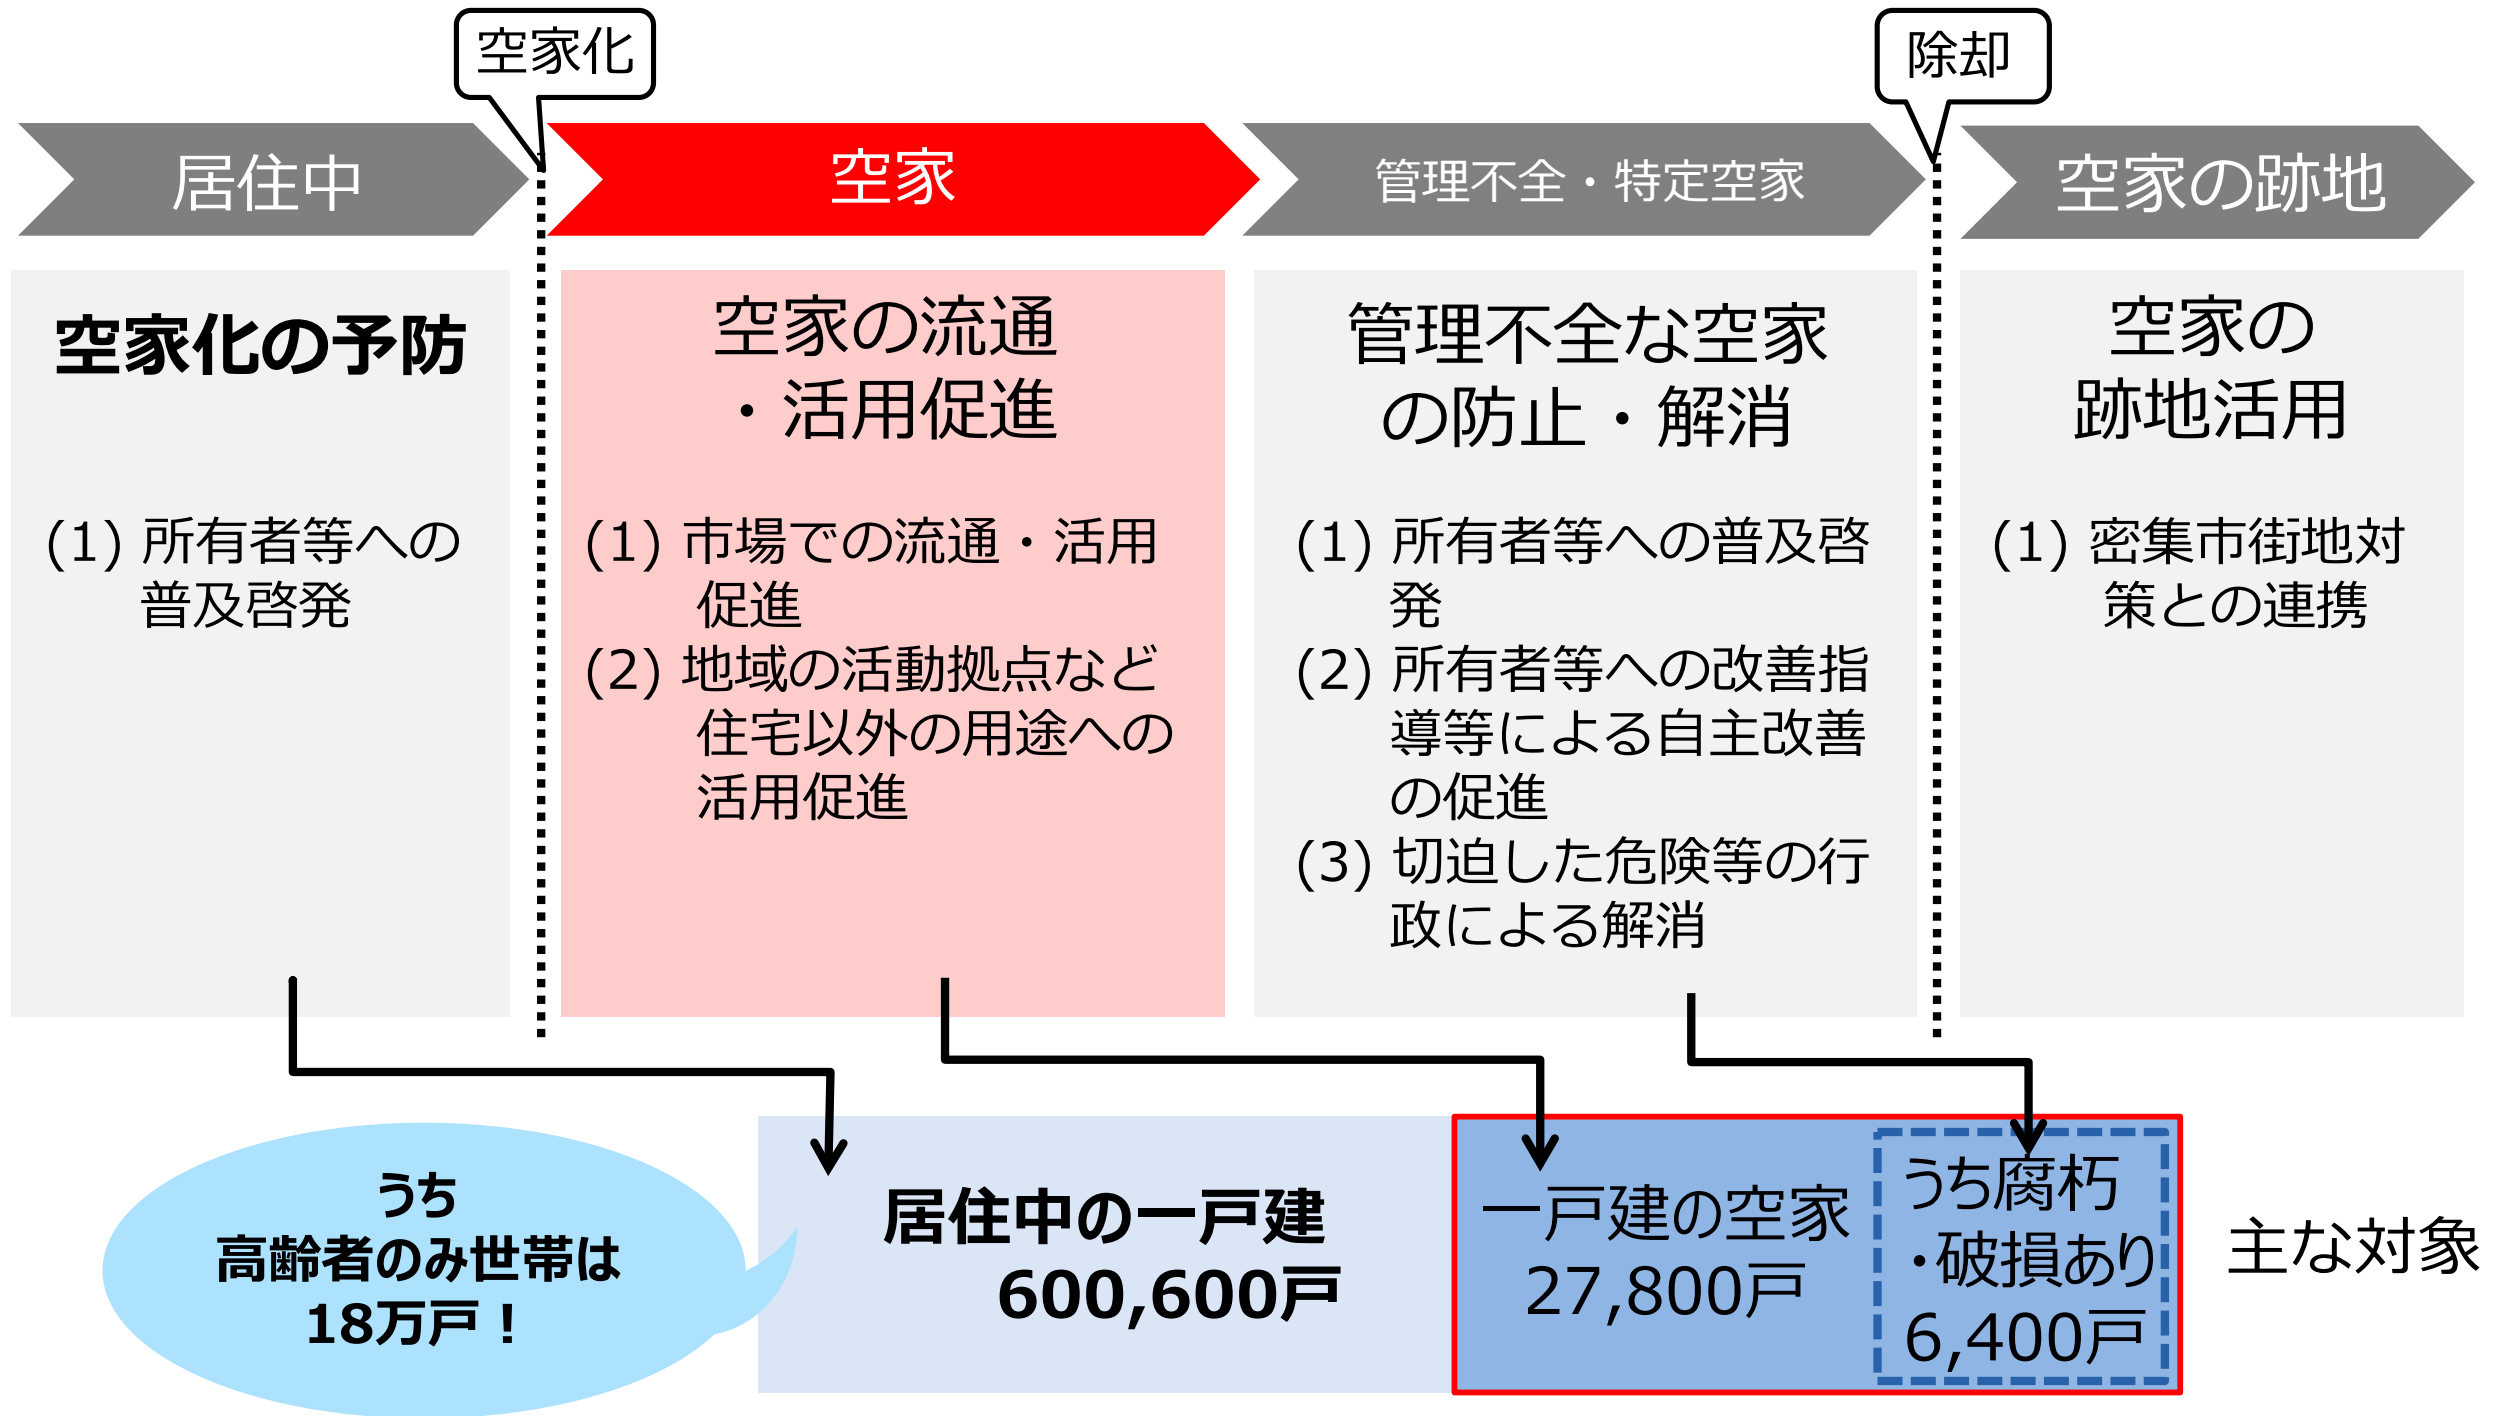 空家化
除却
居住中
空家
管理不全空家・特定空家
空家の跡地
空家化の予防
空家の流通
・活用促進
管理不全な空家
の防止・解消
空家の
跡地活用
(1) 所有者等への
普及啓発
(1) 市場での流通・活用
促進
(2) 地域の活動拠点など
住宅以外の用途への
活用促進
(1) 所有者等への普及啓
発
(2) 所有者等への改善指
導等による自主改善
の促進
(3) 切迫した危険等の行
政による解消
(1) 密集市街地対
策との連携
うち
高齢者のみ世帯は
18万戸！
居住中の一戸建
606,600戸
一戸建の空家
27,800戸
うち腐朽
・破損あり
6,400戸
主な対象